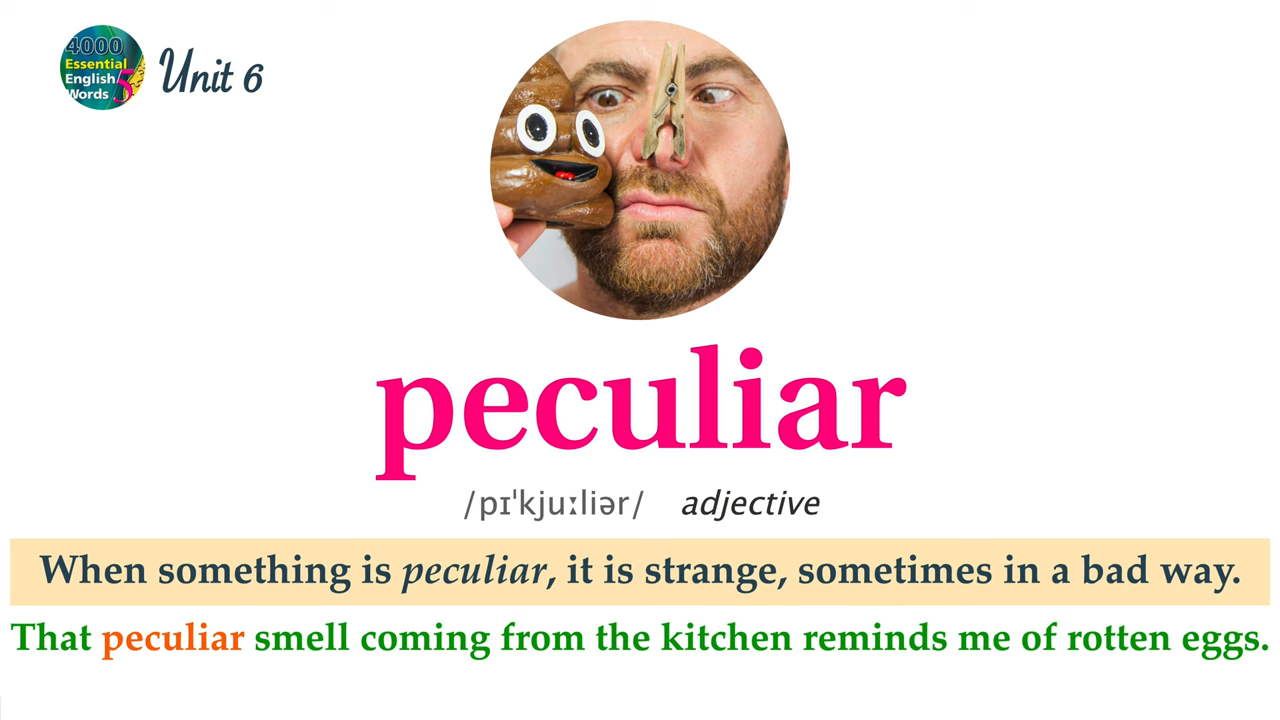 4000
Essential
English
Words 5
Unit 6
peculiar
/pɪˈkjuːliər/ adjective
When something is peculiar, it is strange, sometimes in a bad way.
That peculiar smell coming from the kitchen reminds me of rotten eggs.